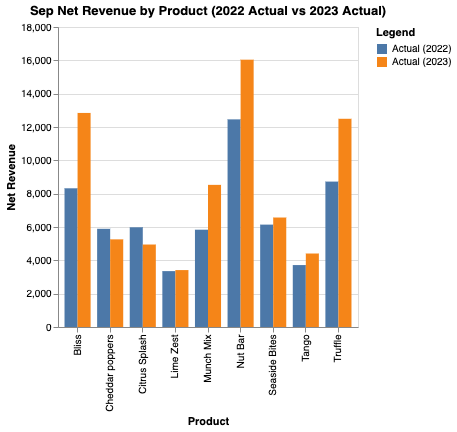 Sep Net Revenue by Product (2022 Actual vs 2023 Actual)
Legend
Actual (2022)
Actual (2023)
Net Revenue
18,000
16,000
14,000
12,000
10,000
8,000
6,000
4,000
2,000
0
Bliss
Cheddar poppers
Citrus Splash
Lime Zest
Munch Mix
Nut Bar
Seaside Bites
Tango
Truffle
Product